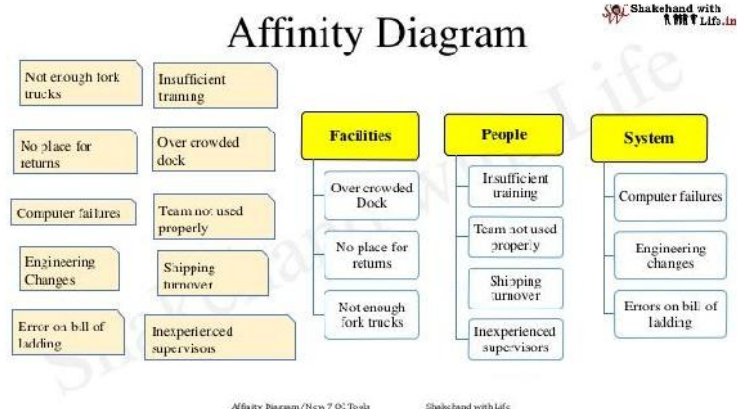 Shakehand with
Life.in
Affinity Diagram
Not enough fork
trucks
Insufficient
training
No place for
returns
Over crowded
dock
Computer failures
Team not used
properly
Engineering
Changes
Shipping
turnover
Error on bill of
ladding
Inexperienced
supervisors
Facilities
Over crowded
Dock
No place for
returns
Not enough
fork trucks
People
Insufficient
training
Team not used
properly
Shipping
turnover
Inexperienced
supervisors
System
Computer failures
Engineering
changes
Errors on bill of
lading
Shakehand with Life
Affinity Diagram/New 7 QC Tools
Shakehand with Life